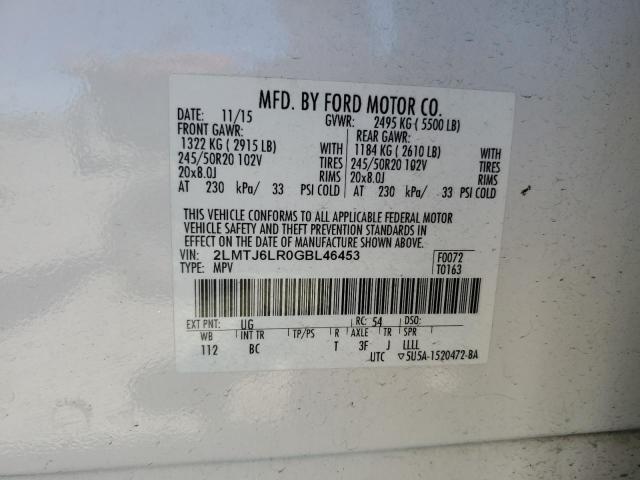 MFD. BY FORD MOTOR CO.
DATE: 11/15 GVWR: 2495 KG ( 5500 LB)
FRONT GAWR: REAR GAWR:
1322 KG ( 2915 LB) WITH 1184 KG ( 2610 LB) WITH
245/50R20 102V TIRES 245/50R20 102V TIRES
20x8.0J RIMS 20x8.0J RIMS
AT 230 kPa/ 33 PSI COLD AT 230 kPa/ 33 PSI COLD
THIS VEHICLE CONFORMS TO ALL APPLICABLE FEDERAL MOTOR
VEHICLE SAFETY AND THEFT PREVENTION STANDARDS IN
EFFECT ON THE DATE OF MANUFACTURE SHOWN ABOVE.
VIN: 2LMTJ6LR0GBL46453 F0072
TYPE: MPV T0163
EXT PNT: UG RC: 54 DSO:
WB INT TR TP/PS R AXLE TR SPR
112 BC T 3F J LLLL
UTC ▽5U5A-1520472-BA